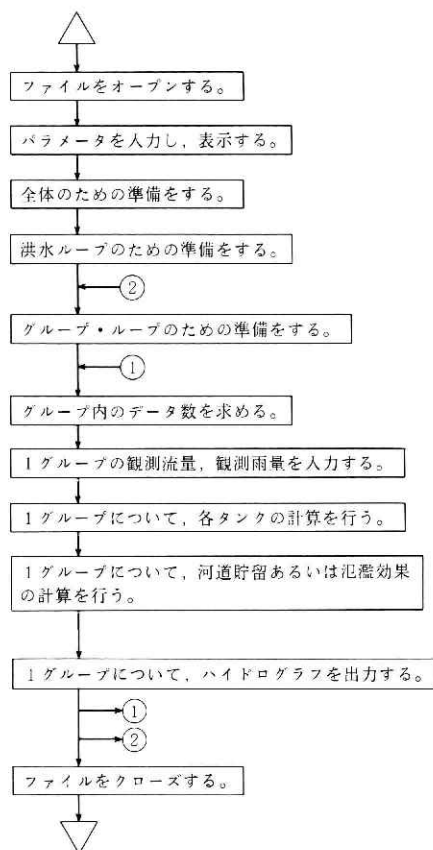 ファイルをオープンする。
パラメータを入力し，表示する。
全体のための準備をする。
洪水ループのための準備をする。
②
グループ・ループのための準備をする。
①
グループ内のデータ数を求める。
1グループの観測流量，観測雨量を入力する。
1グループについて，各タンクの計算を行う。
1グループについて，河道貯留あるいは氾濫効果
の計算を行う。
1グループについて，ハイドログラフを出力する。
①
②
ファイルをクローズする。